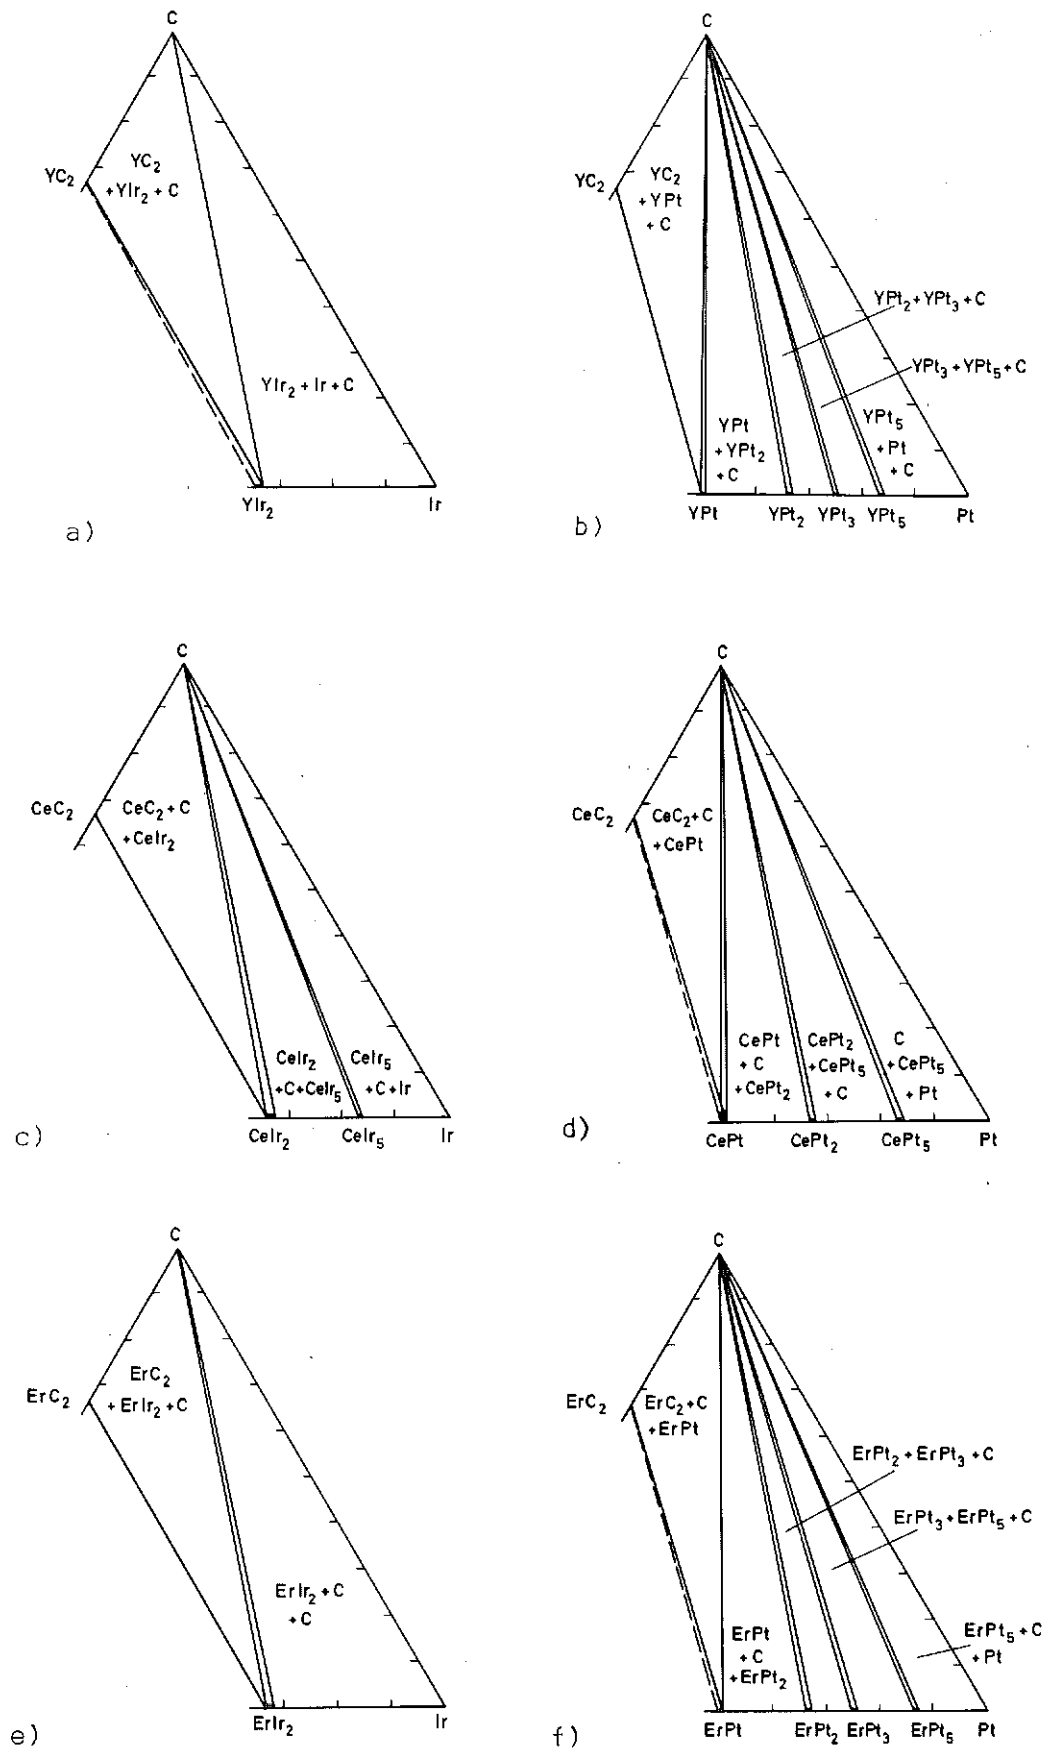 C
YC₂
YC₂
+YIr₂ + C
YIr₂ + Ir + C
YIr₂
Ir
a)
C
YC₂
YC₂
+ YPt
+ C
YPt₂ + YPt₃ + C
YPt₃ + YPt₅ + C
YPt
+ YPt₂
+ C
YPt₅
+ Pt
+ C
YPt
YPt₂
YPt₃
YPt₅
Pt
b)
C
CeC₂
CeC₂ + C
+ CeIr₂
CeIr₂
+C+CeIr₅
CeIr₅
+C+Ir
CeIr₂
CeIr₅
Ir
c)
C
CeC₂
CeC₂+ C
+ CePt
CePt
+ C
+ CePt₂
CePt₂
+CePt₅
+ C
C
+ CePt₅
+ Pt
CePt
CePt₂
CePt₅
Pt
d)
C
ErC₂
ErC₂
+ ErIr₂ + C
ErIr₂ + C
+ C
ErIr₂
Ir
e)
C
ErC₂
ErC₂ + C
+ ErPt
ErPt₂ + ErPt₃ + C
ErPt₃ + ErPt₅ + C
ErPt
+ C
+ ErPt₂
ErPt₅ + C
+ Pt
ErPt
ErPt₂
ErPt₃
ErPt₅
Pt
f)